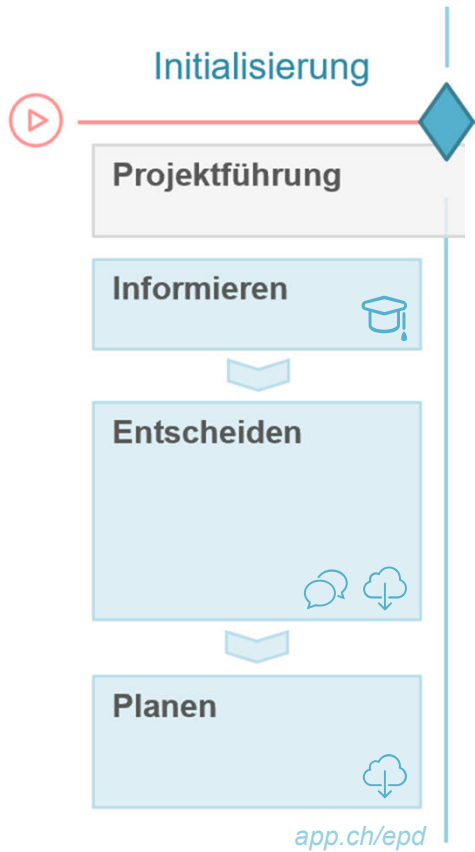 Initialisierung
Projektführung
Informieren
Entscheiden
Planen
app.ch/epd